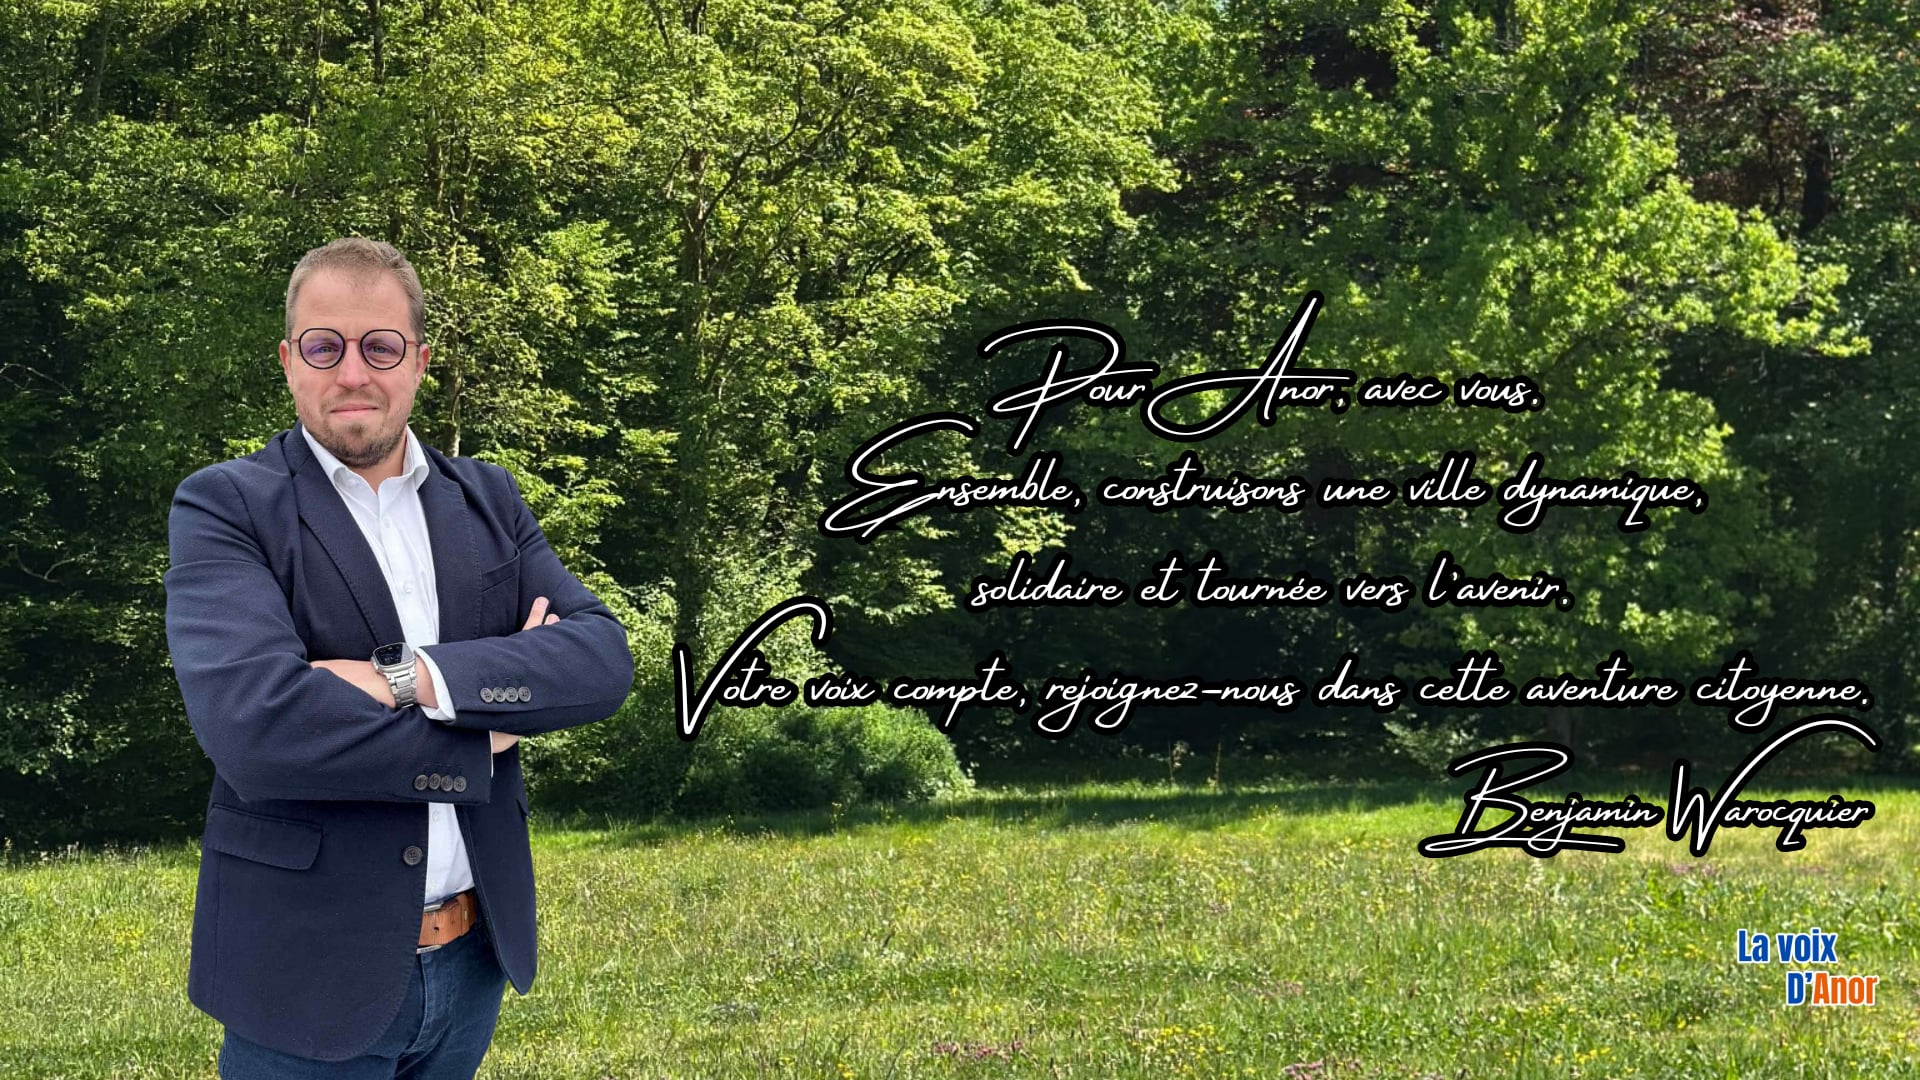 Pour Anor, avec vous.
Ensemble, construisons une ville dynamique,
solidaire et tournée vers l'avenir.
Votre voix compte, rejoignez-nous dans cette aventure citoyenne.
Benjamin Warocquier
La voix
D'Anor